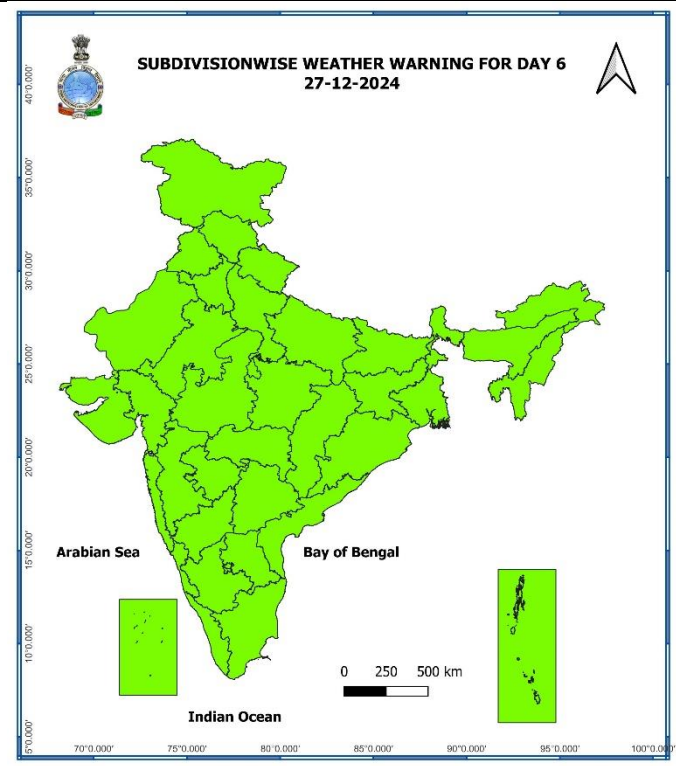 SUBDIVISIONWISE WEATHER WARNING FOR DAY 6
27-12-2024
40°0.000'
35°0.000'
30°0.000'
25°0.000'
20°0.000'
15°0.000'
10°0.000'
5°0.000'
Arabian Sea
Bay of Bengal
0 250 500 km
Indian Ocean
70°0.000' 75°0.000' 80°0.000' 85°0.000' 90°0.000' 95°0.000' 100°0.000'